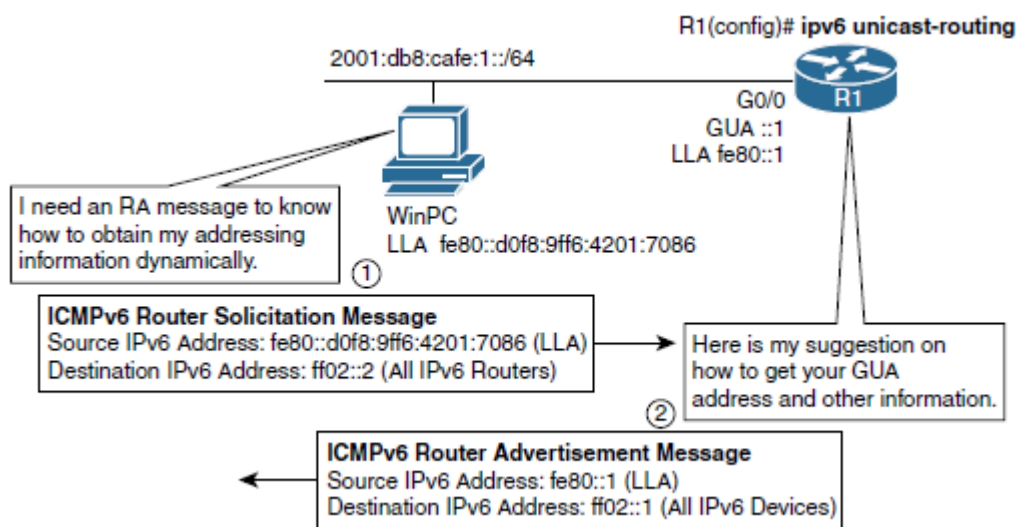 R1(config)# ipv6 unicast-routing
2001:db8:cafe:1::/64
G0/0
R1
GUA ::1
LLA fe80::1
I need an RA message to know
how to obtain my addressing
information dynamically.
WinPC
LLA fe80::d0f8:9ff6:4201:7086
1
ICMPv6 Router Solicitation Message
Source IPv6 Address: fe80::d0f8:9ff6:4201:7086 (LLA)
Destination IPv6 Address: ff02::2 (All IPv6 Routers)
Here is my suggestion on
how to get your GUA
address and other information.
2
ICMPv6 Router Advertisement Message
Source IPv6 Address: fe80::1 (LLA)
Destination IPv6 Address: ff02::1 (All IPv6 Devices)